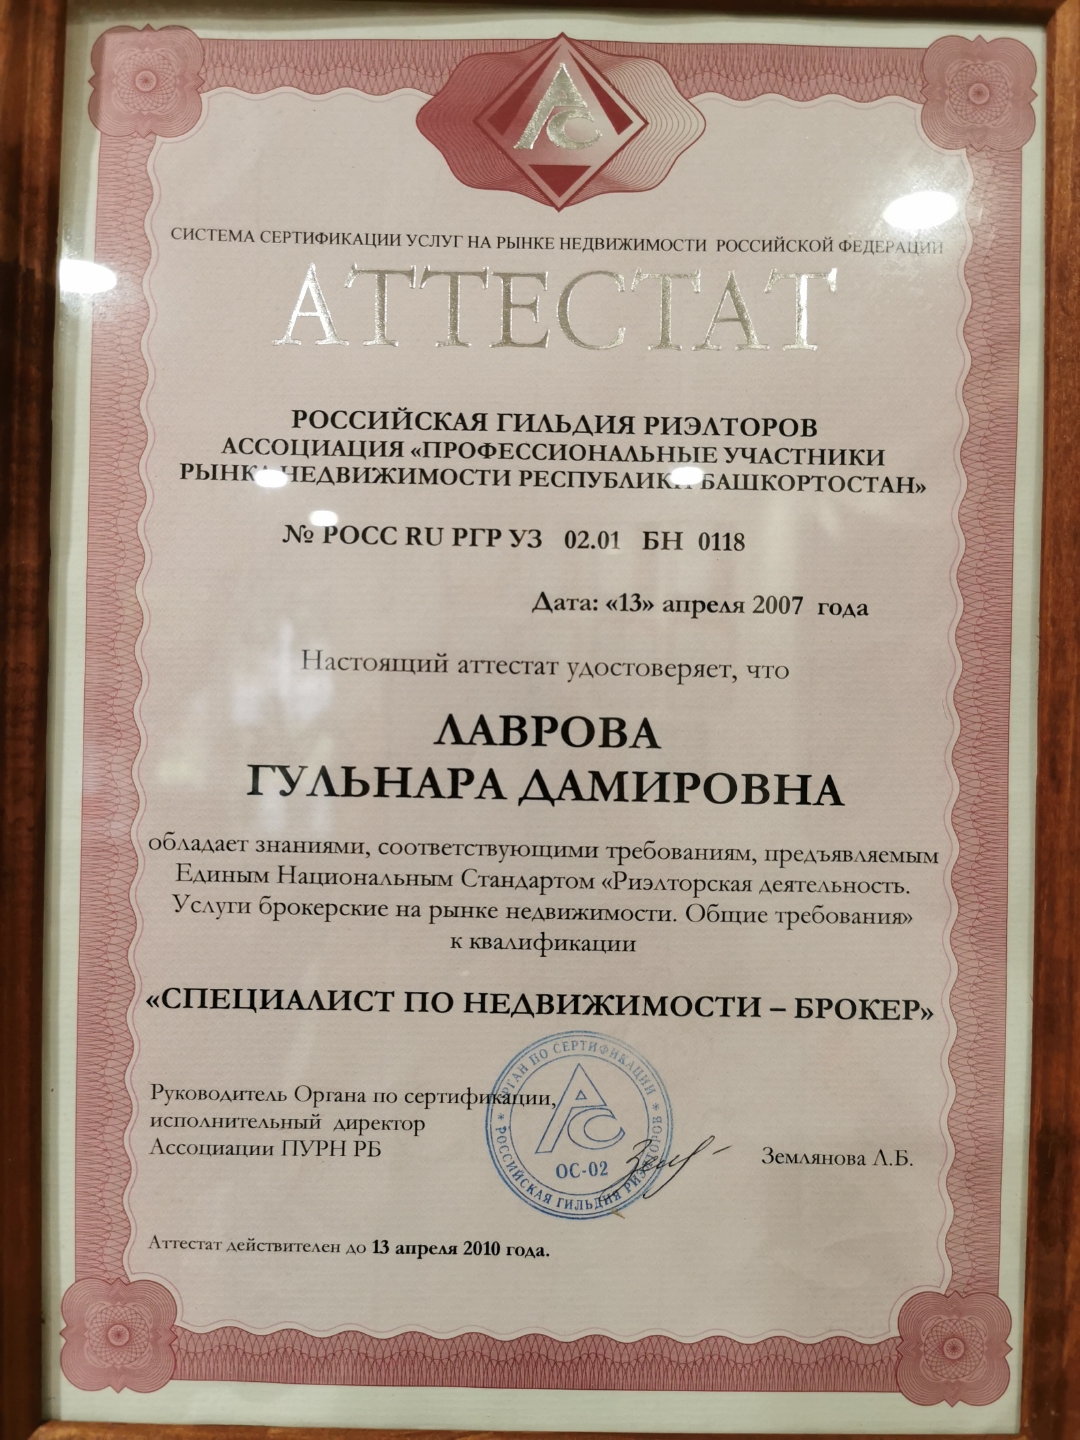 АС
СИСТЕМА СЕРТИФИКАЦИИ УСЛУГ НА РЫНКЕ НЕДВИЖИМОСТИ РОССИЙСКОЙ ФЕДЕРАЦИИ
АТТЕСТАТ
РОССИЙСКАЯ ГИЛЬДИЯ РИЭЛТОРОВ
АССОЦИАЦИЯ «ПРОФЕССИОНАЛЬНЫЕ УЧАСТНИКИ
РЫНКА НЕДВИЖИМОСТИ РЕСПУБЛИКИ БАШКОРТОСТАН»
№ РОСС RU РГР УЗ 02.01 БН 0118
Дата: «13» апреля 2007 года
Настоящий аттестат удостоверяет, что
ЛАВРОВА
ГУЛЬНАРА ДАМИРОВНА
обладает знаниями, соответствующими требованиям, предъявляемым
Единым Национальным Стандартом «Риэлторская деятельность.
Услуги брокерские на рынке недвижимости. Общие требования»
к квалификации
«СПЕЦИАЛИСТ ПО НЕДВИЖИМОСТИ – БРОКЕР»
Руководитель Органа по сертификации,
исполнительный директор
Ассоциации ПУРН РБ
* ОРГАН ПО СЕРТИФИКАЦИИ *
РОССИЙСКАЯ ГИЛЬДИЯ РИЭЛТОРОВ
АС
ОС-02
Землянова Л.Б.
Аттестат действителен до 13 апреля 2010 года.